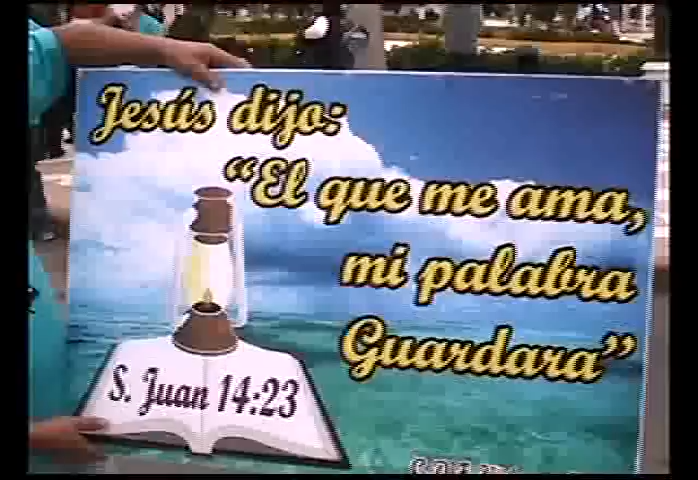 Jesús dijo:
“El que me ama,
mi palabra
Guardara”
S. Juan 14:23